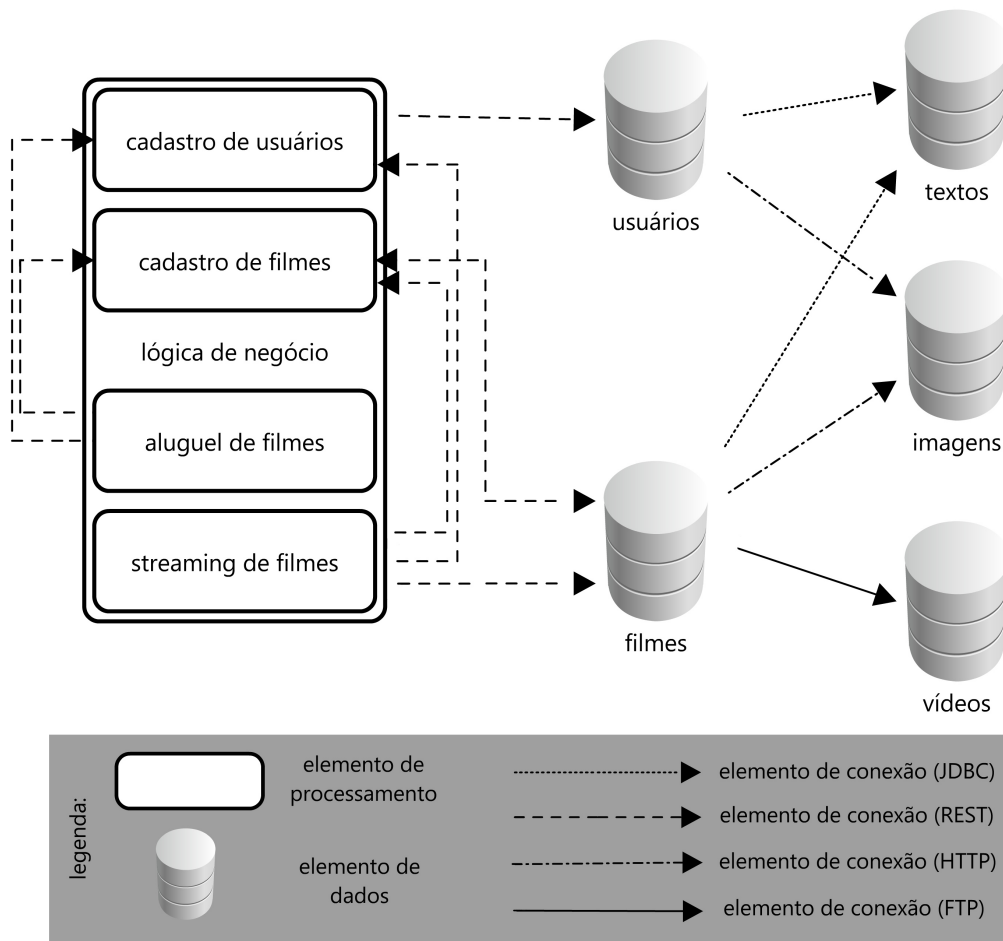 cadastro de usuários
cadastro de filmes
lógica de negócio
aluguel de filmes
streaming de filmes
usuários
filmes
textos
imagens
vídeos
legenda:
elemento de
processamento
elemento de
dados
elemento de conexão (JDBC)
elemento de conexão (REST)
elemento de conexão (HTTP)
elemento de conexão (FTP)